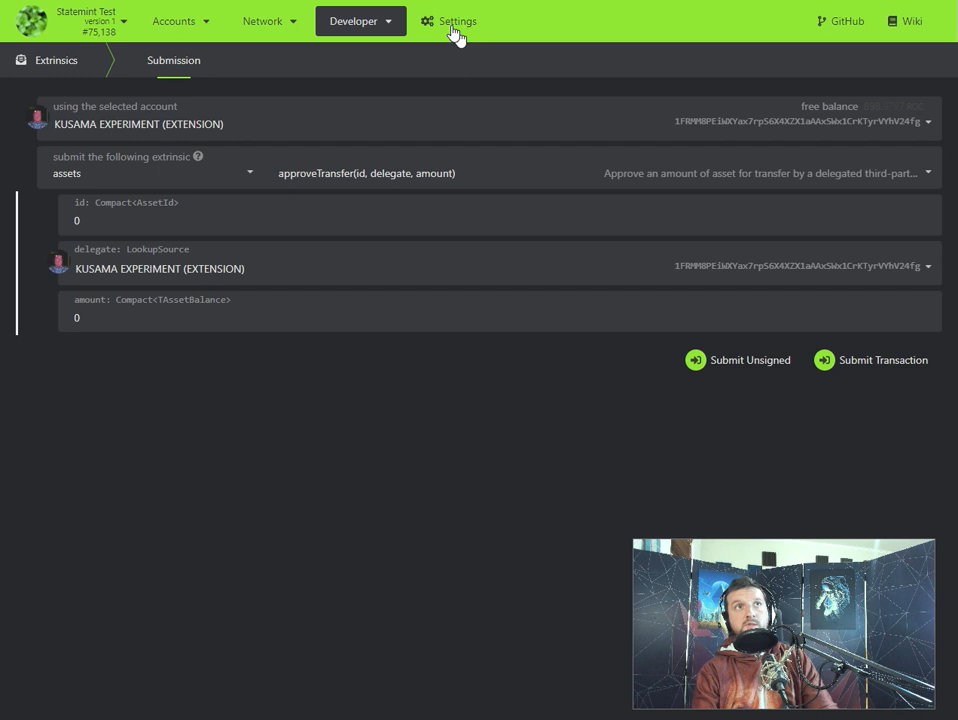 Statemint Test
version 1
#75,138
Accounts
Network
Developer
Settings
GitHub
Wiki
Extrinsics
Submission
using the selected account
KUSAMA EXPERIMENT (EXTENSION)
free balance
1FRMM8PEiWXYax7rpS6X4XZX1aAAxSWx1CrKTyrVYhV24fg
submit the following extrinsic
assets
approveTransfer(id, delegate, amount)
Approve an amount of asset for transfer by a delegated third-part...
id: Compact<AssetId>
0
delegate: LookupSource
KUSAMA EXPERIMENT (EXTENSION)
1FRMM8PEiWXYax7rpS6X4XZX1aAAxSWx1CrKTyrVYhV24fg
amount: Compact<TAssetBalance>
0
Submit Unsigned
Submit Transaction